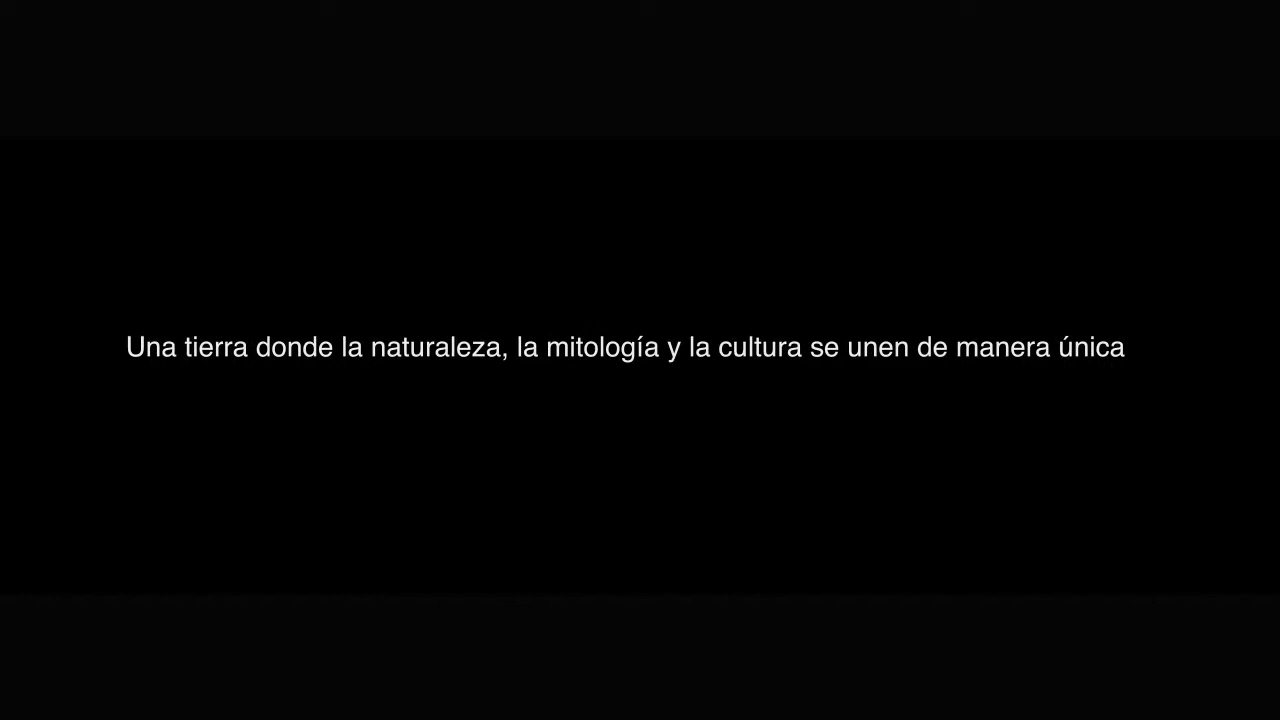 Una tierra donde la naturaleza, la mitología y la cultura se unen de manera única